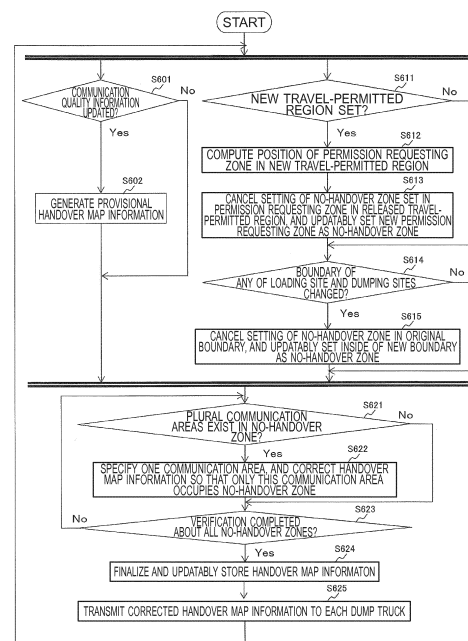 START
S601
COMMUNICATION
QUALITY INFORMATION
UPDATED?
No
Yes
S602
GENERATE PROVISIONAL
HANDOVER MAP INFORMATION
S611
NEW TRAVEL-PERMITTED
REGION SET?
No
Yes
S612
COMPUTE POSITION OF PERMISSION REQUESTING
ZONE IN NEW TRAVEL-PERMITTED REGION
S613
CANCEL SETTING OF NO-HANDOVER ZONE SET IN
PERMISSION REQUESTING ZONE IN RELEASED TRAVEL-
PERMITTED REGION, AND UPDATABLY SET NEW PERMISSION
REQUESTING ZONE AS NO-HANDOVER ZONE
S614
BOUNDARY OF
ANY OF LOADING SITE AND DUMPING SITES
CHANGED?
No
Yes
S615
CANCEL SETTING OF NO-HANDOVER ZONE IN ORIGINAL
BOUNDARY, AND UPDATABLY SET INSIDE OF NEW BOUNDARY
AS NO-HANDOVER ZONE
S621
PLURAL COMMUNICATION
AREAS EXIST IN NO-HANDOVER
ZONE?
No
Yes
S622
SPECIFY ONE COMMUNICATION AREA, AND CORRECT HANDOVER
MAP INFORMATION SO THAT ONLY THIS COMMUNICATION AREA
OCCUPIES NO-HANDOVER ZONE
S623
No
VERIFICATION COMPLETED
ABOUT ALL NO-HANDOVER ZONES?
Yes
S624
FINALIZE AND UPDATABLY STORE HANDOVER MAP INFORMATON
S625
TRANSMIT CORRECTED HANDOVER MAP INFORMATION TO EACH DUMP TRUCK